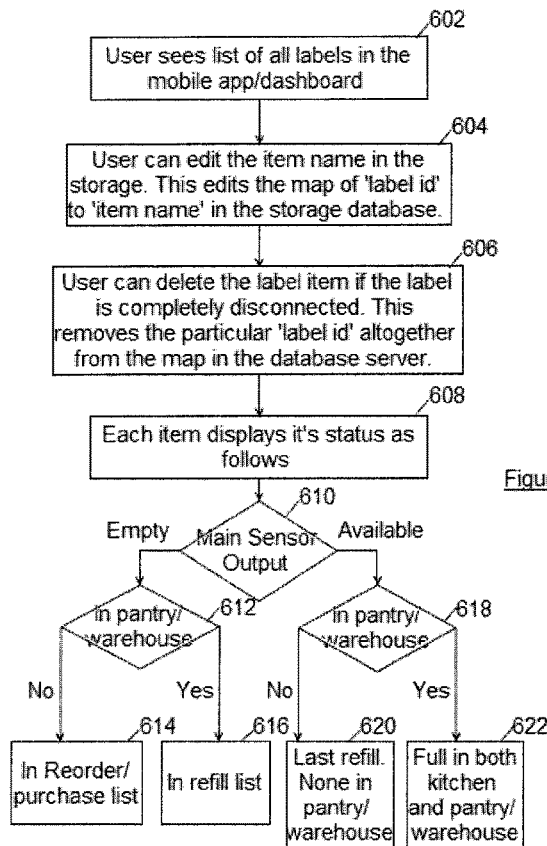 602
User sees list of all labels in the
mobile app/dashboard
604
User can edit the item name in the
storage. This edits the map of 'label id'
to 'item name' in the storage database.
606
User can delete the label item if the label
is completely disconnected. This
removes the particular 'label id' altogether
from the map in the database server.
608
Each item displays it's status as
follows
610
Main Sensor
Output
Empty
Available
612
in pantry/
warehouse
618
in pantry/
warehouse
No
Yes
No
Yes
614
In Reorder/
purchase list
616
In refill list
620
Last refill.
None in
pantry/
warehouse
622
Full in both
kitchen
and pantry/
warehouse